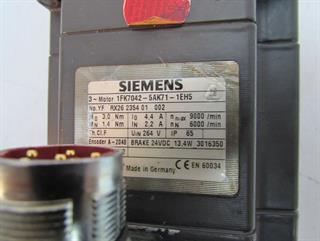 SIEMENS
3~Motor 1FK7042-5AK71-1EH5
No.YF RX26 2354 01 002
M0 3.0 Nm I0 4,4 A nmax 9000 /min
MN 1.4 Nm IN 2.4 A nN 6000 /min
Th.Cl.F UIN 264 V IP 65
Encoder A-2048 BRAKE 24VDC 13,4W 3016350
Made in Germany CE EN 60034